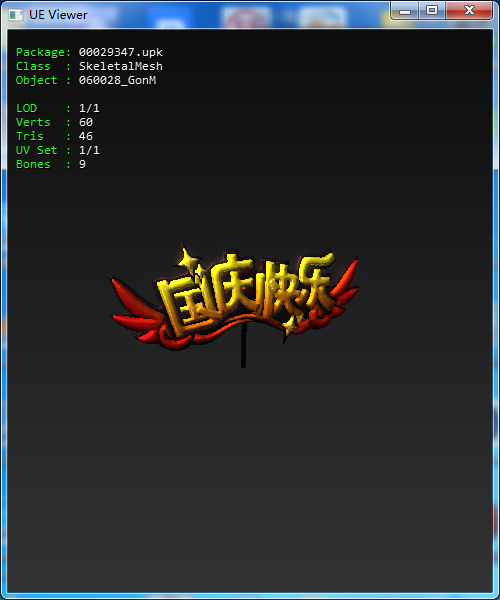 UE Viewer
Package: 00029347.upk
Class : SkeletalMesh
Object : 060028_GonM
LOD : 1/1
Verts : 60
Tris : 46
UV Set : 1/1
Bones : 9
国庆快乐